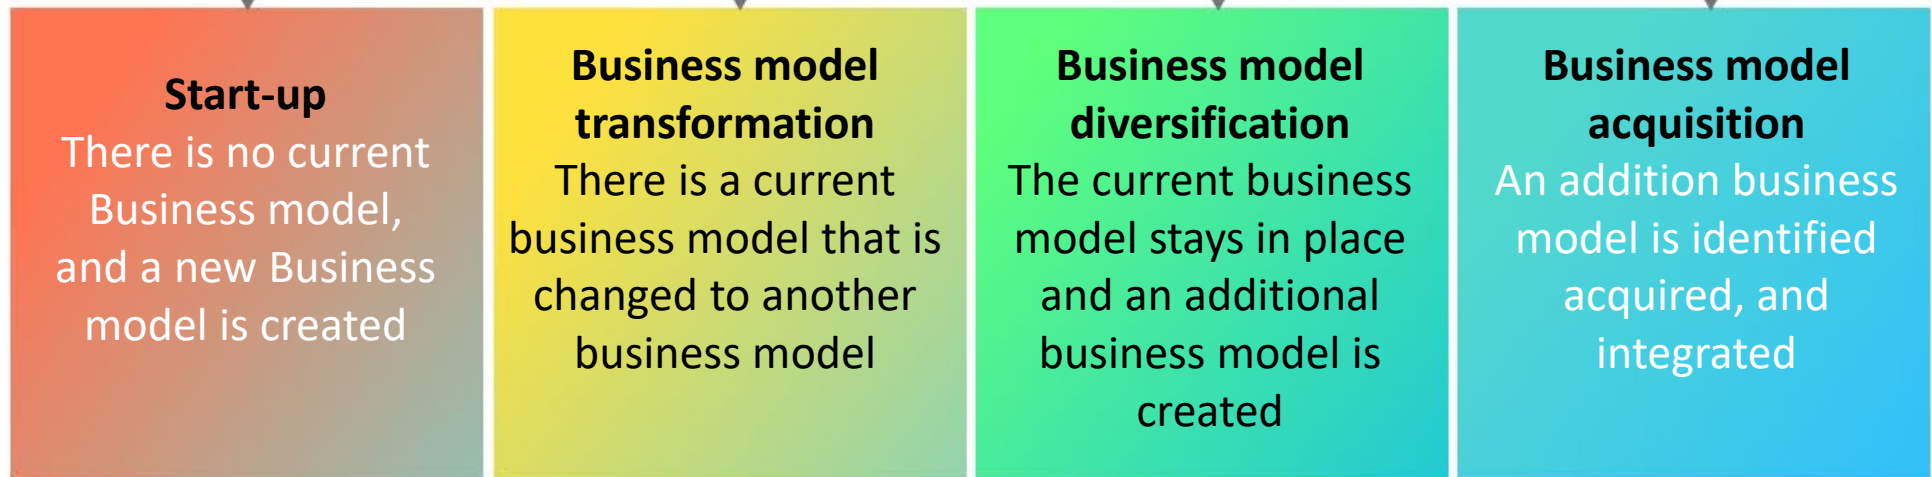 Start-up
There is no current
Business model,
and a new Business
model is created
Business model
transformation
There is a current
business model that is
changed to another
business model
Business model
diversification
The current business
model stays in place
and an additional
business model is
created
Business model
acquisition
An addition business
model is identified
acquired, and
integrated